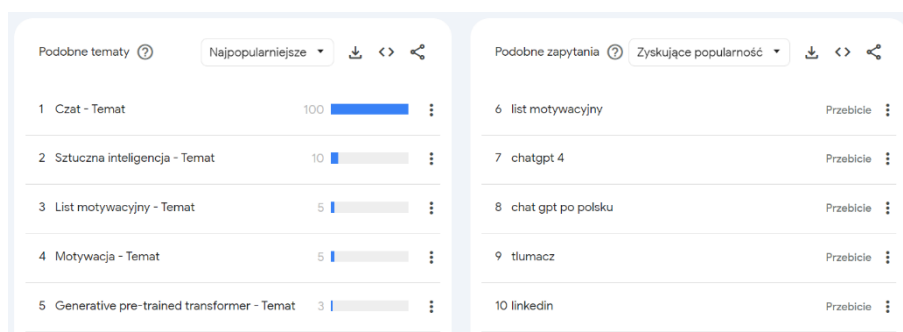 Podobne tematy
Najpopularniejsze
1 Czat - Temat 100
2 Sztuczna inteligencja - Temat 10
3 List motywacyjny - Temat 5
4 Motywacja - Temat 5
5 Generative pre-trained transformer - Temat 3
Podobne zapytania
Zyskujące popularność
6 list motywacyjny Przebicie
7 chatgpt 4 Przebicie
8 chat gpt po polsku Przebicie
9 tlumacz Przebicie
10 linkedin Przebicie